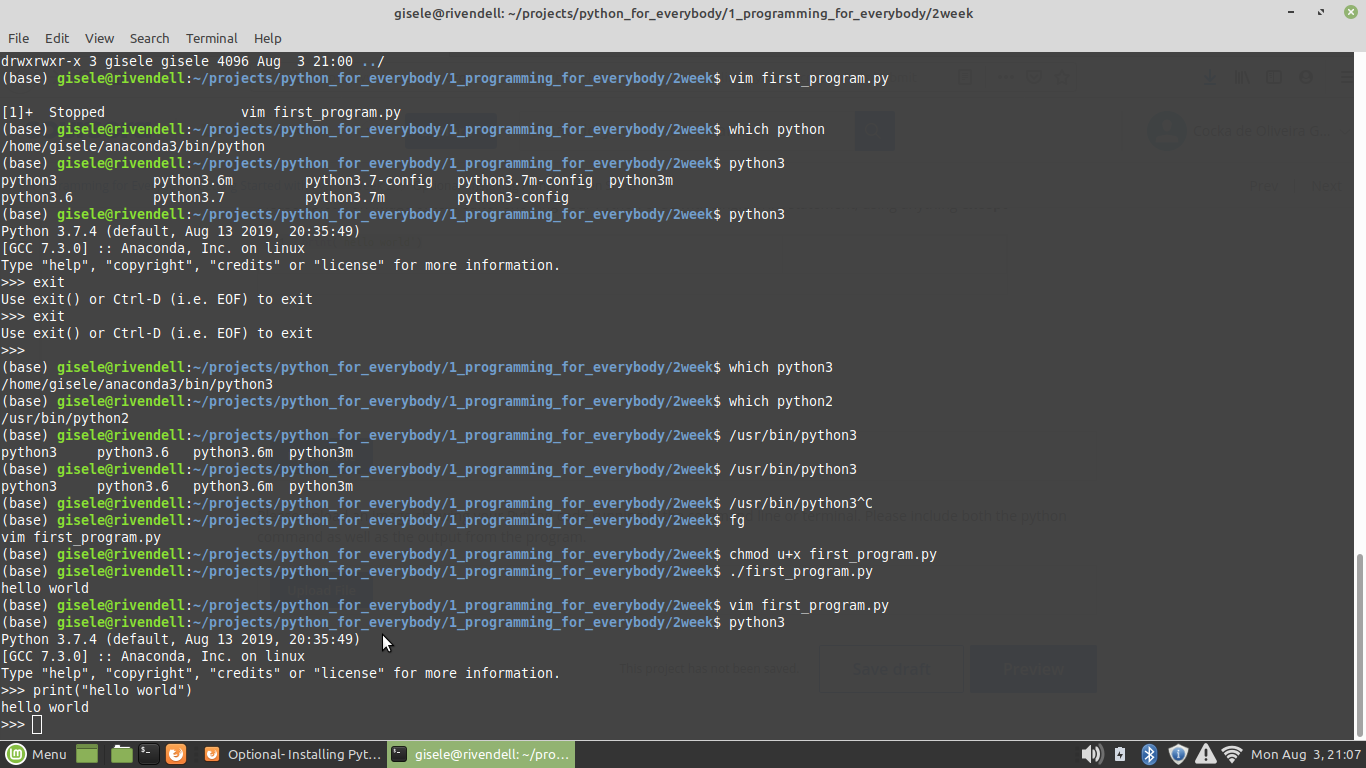 gisele@rivendell: ~/projects/python_for_everybody/1_programming_for_everybody/2week
File Edit View Search Terminal Help
drwxrwxr-x 3 gisele gisele 4096 Aug  3 21:00 ../
(base) gisele@rivendell:~/projects/python_for_everybody/1_programming_for_everybody/2week$ vim first_program.py
[1]+  Stopped                 vim first_program.py
(base) gisele@rivendell:~/projects/python_for_everybody/1_programming_for_everybody/2week$ which python
/home/gisele/anaconda3/bin/python
(base) gisele@rivendell:~/projects/python_for_everybody/1_programming_for_everybody/2week$ python3
python3            python3.6m         python3.7-config   python3.7m-config  python3m
python3.6          python3.7          python3.7m         python3-config
(base) gisele@rivendell:~/projects/python_for_everybody/1_programming_for_everybody/2week$ python3
Python 3.7.4 (default, Aug 13 2019, 20:35:49)
[GCC 7.3.0] :: Anaconda, Inc. on linux
Type "help", "copyright", "credits" or "license" for more information.
>>> exit
Use exit() or Ctrl-D (i.e. EOF) to exit
>>> exit
Use exit() or Ctrl-D (i.e. EOF) to exit
>>>
(base) gisele@rivendell:~/projects/python_for_everybody/1_programming_for_everybody/2week$ which python3
/home/gisele/anaconda3/bin/python3
(base) gisele@rivendell:~/projects/python_for_everybody/1_programming_for_everybody/2week$ which python2
/usr/bin/python2
(base) gisele@rivendell:~/projects/python_for_everybody/1_programming_for_everybody/2week$ /usr/bin/python3
python3     python3.6   python3.6m  python3m
(base) gisele@rivendell:~/projects/python_for_everybody/1_programming_for_everybody/2week$ /usr/bin/python3
python3     python3.6   python3.6m  python3m
(base) gisele@rivendell:~/projects/python_for_everybody/1_programming_for_everybody/2week$ /usr/bin/python3^C
(base) gisele@rivendell:~/projects/python_for_everybody/1_programming_for_everybody/2week$ fg
vim first_program.py
(base) gisele@rivendell:~/projects/python_for_everybody/1_programming_for_everybody/2week$ chmod u+x first_program.py
(base) gisele@rivendell:~/projects/python_for_everybody/1_programming_for_everybody/2week$ ./first_program.py
hello world
(base) gisele@rivendell:~/projects/python_for_everybody/1_programming_for_everybody/2week$ vim first_program.py
(base) gisele@rivendell:~/projects/python_for_everybody/1_programming_for_everybody/2week$ python3
Python 3.7.4 (default, Aug 13 2019, 20:35:49)
[GCC 7.3.0] :: Anaconda, Inc. on linux
Type "help", "copyright", "credits" or "license" for more information.
>>> print("hello world")
hello world
>>>
Save draft Preview
Menu Optional- Installing Pyt... gisele@rivendell: ~/pro... Mon Aug 3, 21:07